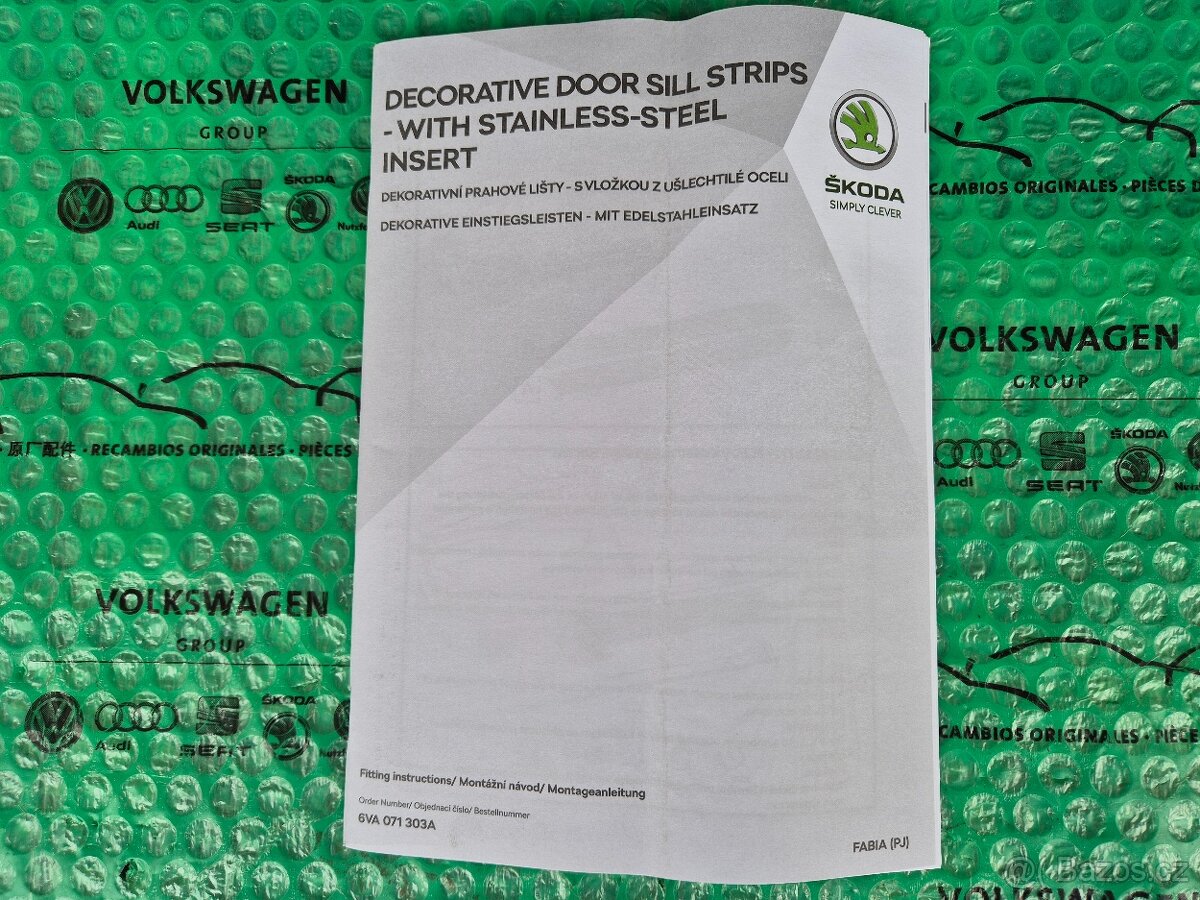 DECORATIVE DOOR SILL STRIPS
- WITH STAINLESS-STEEL
INSERT
DEKORATIVNÍ PRAHOVÉ LIŠTY - S VLOŽKOU Z UŠLECHTILÉ OCELI
DEKORATIVE EINSTIEGSLEISTEN - MIT EDELSTAHLEINSATZ
ŠKODA
SIMPLY CLEVER
Fitting instructions/ Montážní návod/ Montageanleitung
Order Number/ Objednací číslo/ Bestellnummer
6VA 071 303A
FABIA (PJ)
VOLKSWAGEN
GROUP
Audi
SEAT
ŠKODA
Nutzf
CAMBIOS ORIGINALES · PIÈCES D
VOLKSWAGEN
GROUP
· 原厂配件 · RECAMBIOS ORIGINALES · PIÈCES
Audi
SEAT
ŠKODA
VOLKSWAGEN
GROUP
Audi
SEAT
ŠKODA
CAMBIOS ORIGINALES · PIÈCE
VOLKSWAGEN
Bazos.cz